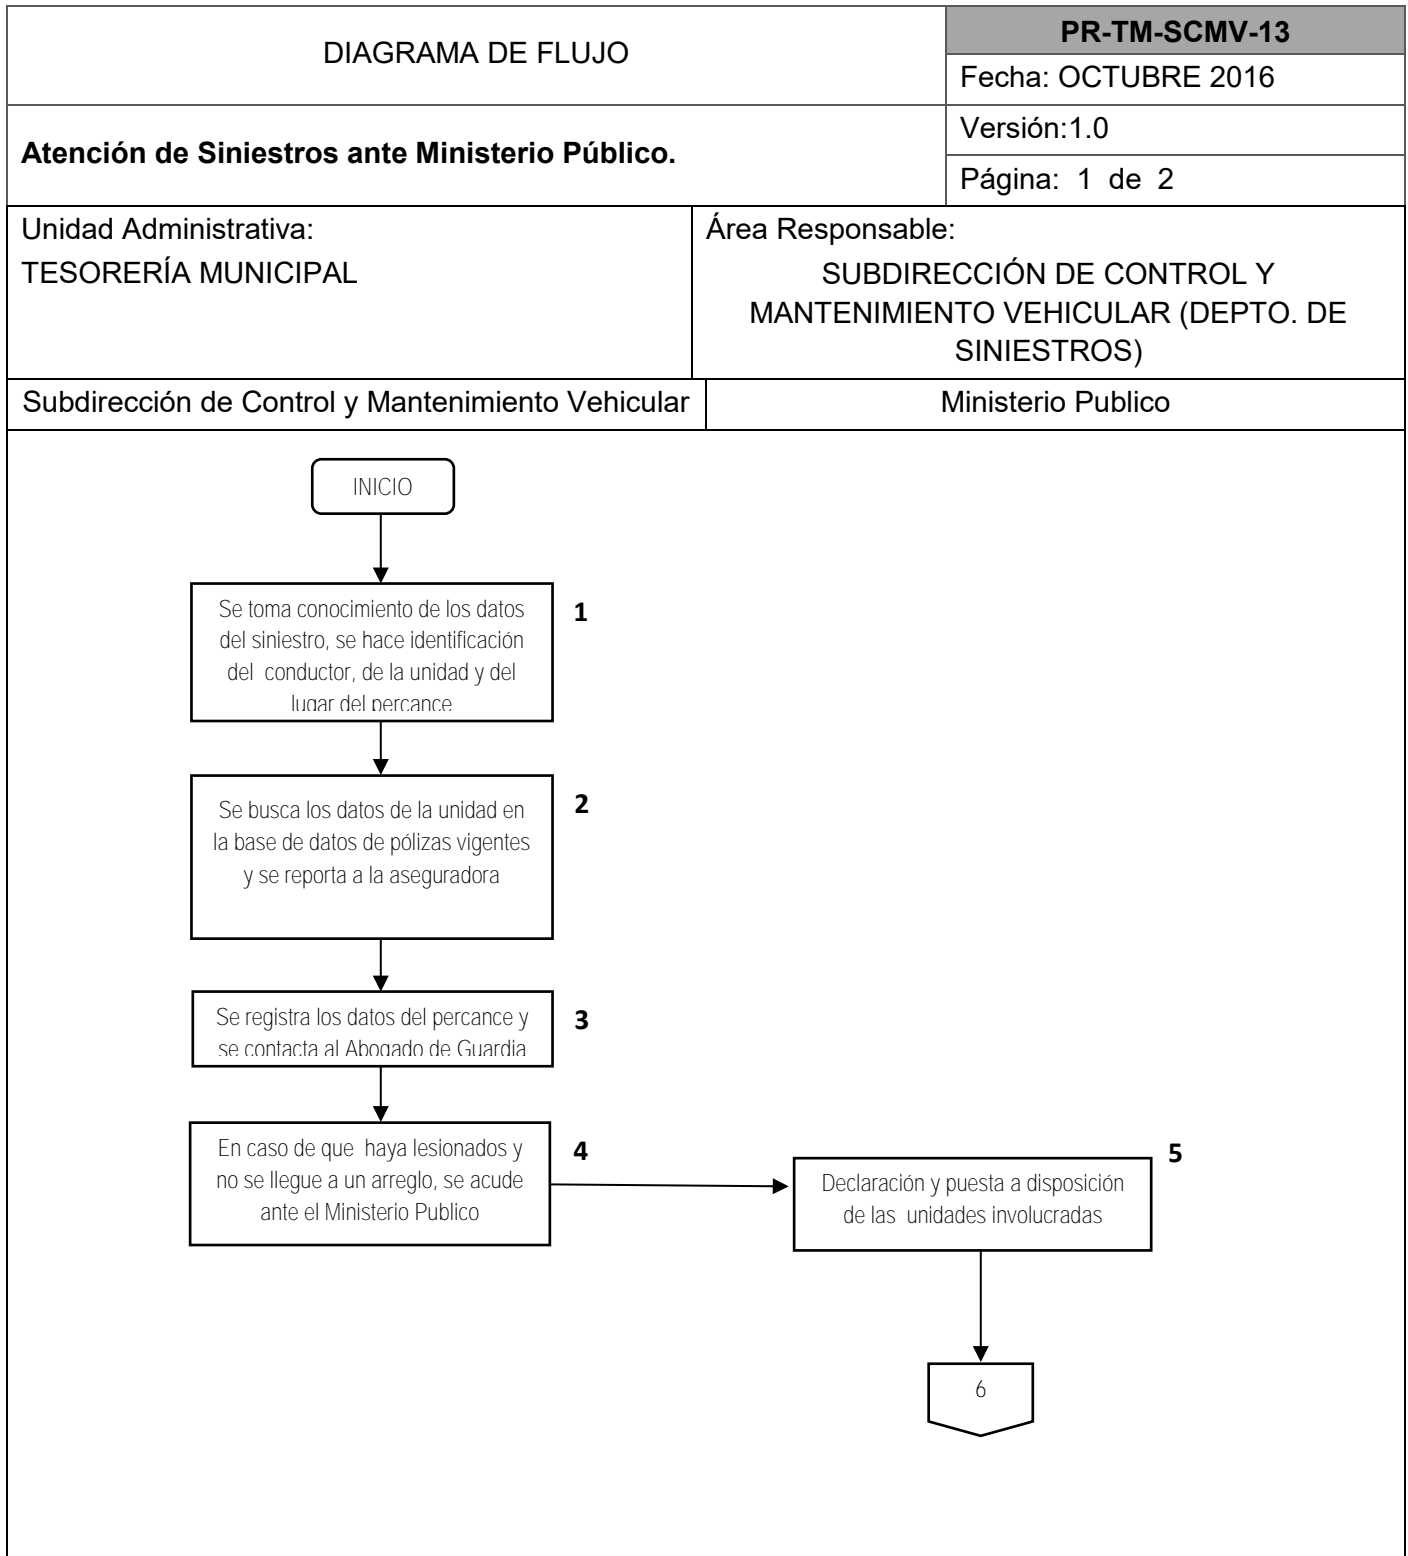 DIAGRAMA DE FLUJO
PR-TM-SCMV-13
Fecha: OCTUBRE 2016
Atención de Siniestros ante Ministerio Público.
Versión:1.0
Página: 1 de 2
Unidad Administrativa:
TESORERÍA MUNICIPAL
Área Responsable:
SUBDIRECCIÓN DE CONTROL Y
MANTENIMIENTO VEHICULAR (DEPTO. DE
SINIESTROS)
Subdirección de Control y Mantenimiento Vehicular
Ministerio Publico
INICIO
Se toma conocimiento de los datos
del siniestro, se hace identificación
del conductor, de la unidad y del
lugar del percance
1
Se busca los datos de la unidad en
la base de datos de pólizas vigentes
y se reporta a la aseguradora
2
Se registra los datos del percance y
se contacta al Abogado de Guardia
3
En caso de que haya lesionados y
no se llegue a un arreglo, se acude
ante el Ministerio Publico
4
Declaración y puesta a disposición
de las unidades involucradas
5
6